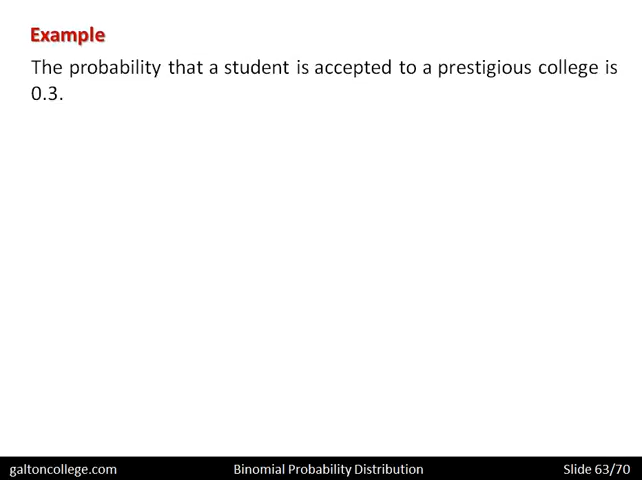 Example
The probability that a student is accepted to a prestigious college is
0.3.
galtoncollege.com Binomial Probability Distribution Slide 63/70